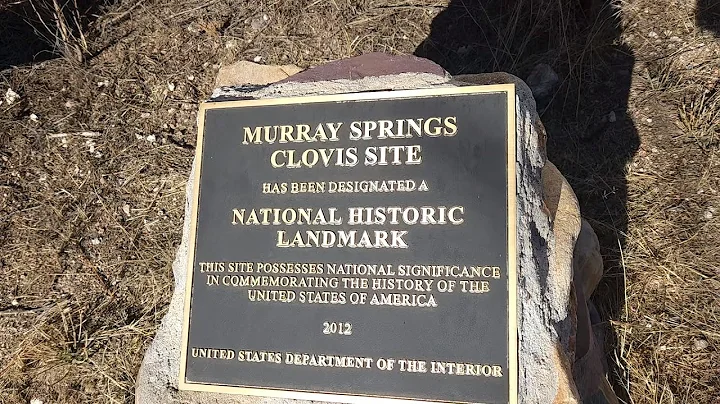 MURRAY SPRINGS
CLOVIS SITE
HAS BEEN DESIGNATED A
NATIONAL HISTORIC
LANDMARK
THIS SITE POSSESSES NATIONAL SIGNIFICANCE
IN COMMEMORATING THE HISTORY OF THE
UNITED STATES OF AMERICA
2012
UNITED STATES DEPARTMENT OF THE INTERIOR